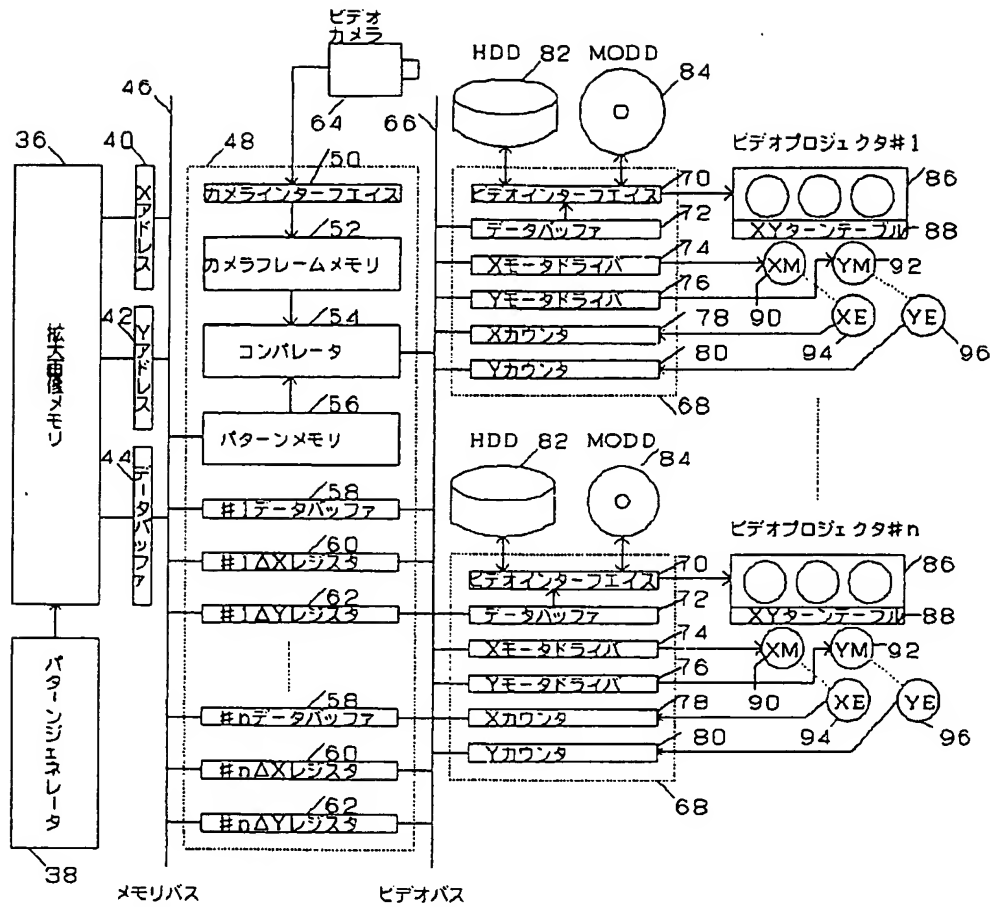 ビデオ
カメラ
HDD 82
MODD
84
46
64
66
36
40
48
50
ビデオプロジェクタ#1
Xアドレス
カメラインターフェイス
ビデオインターフェイス
70
86
52
データバッファ
72
XYターンテーブル
88
カメラフレームメモリ
Xモータドライバ
74
XM
YM
92
76
Yモータドライバ
54
42
Yアドレス
コンパレータ
Xカウンタ
78
90
XE
YE
拡大画像メモリ
80
94
96
Yカウンタ
56
68
パターンメモリ
44
データバッファ
HDD
82
MODD
84
58
#1データバッファ
60
#1ΔXレジスタ
62
#1ΔYレジスタ
ビデオプロジェクタ#n
ビデオインターフェイス
70
86
データバッファ
72
XYターンテーブル
88
Xモータドライバ
74
XM
YM
92
パターンジェネレータ
Yモータドライバ
76
58
#nデータバッファ
Xカウンタ
78
90
XE
YE
60
#nΔXレジスタ
Yカウンタ
80
94
96
62
#nΔYレジスタ
68
38
メモリバス
ビデオバス